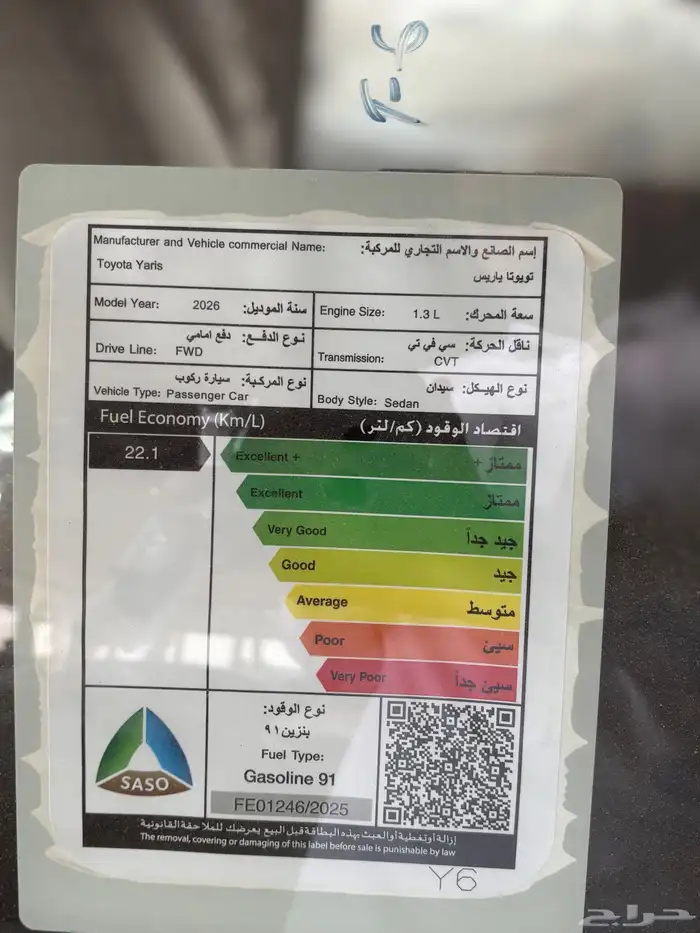 Manufacturer and Vehicle commercial Name: إسم الصانع والاسم التجاري للمركبة:
Toyota Yaris تويوتا ياريس
Model Year: 2026 سنة الموديل:
Engine Size: 1.3 L سعة المحرك:
Drive Line: FWD نوع الدفع: دفع امامي
Transmission: CVT ناقل الحركة: سي في تي
Vehicle Type: Passenger Car نوع المركبة: سيارة ركوب
Body Style: Sedan نوع الهيكل: سيدان
Fuel Economy (Km/L) اقتصاد الوقود (كم/لتر)
22.1
Excellent + ممتاز +
Excellent ممتاز
Very Good جيد جداً
Good جيد
Average متوسط
Poor سيئ
Very Poor سيئ جداً
SASO
نوع الوقود:
بنزين ٩١
Fuel Type:
Gasoline 91
FE01246/2025
إزالة أو تغطية أو العبث بهذه البطاقة قبل البيع يعرضك للملاحقة القانونية
The removal, covering or damaging of this label before sale is punishable by law
Y6
حراج